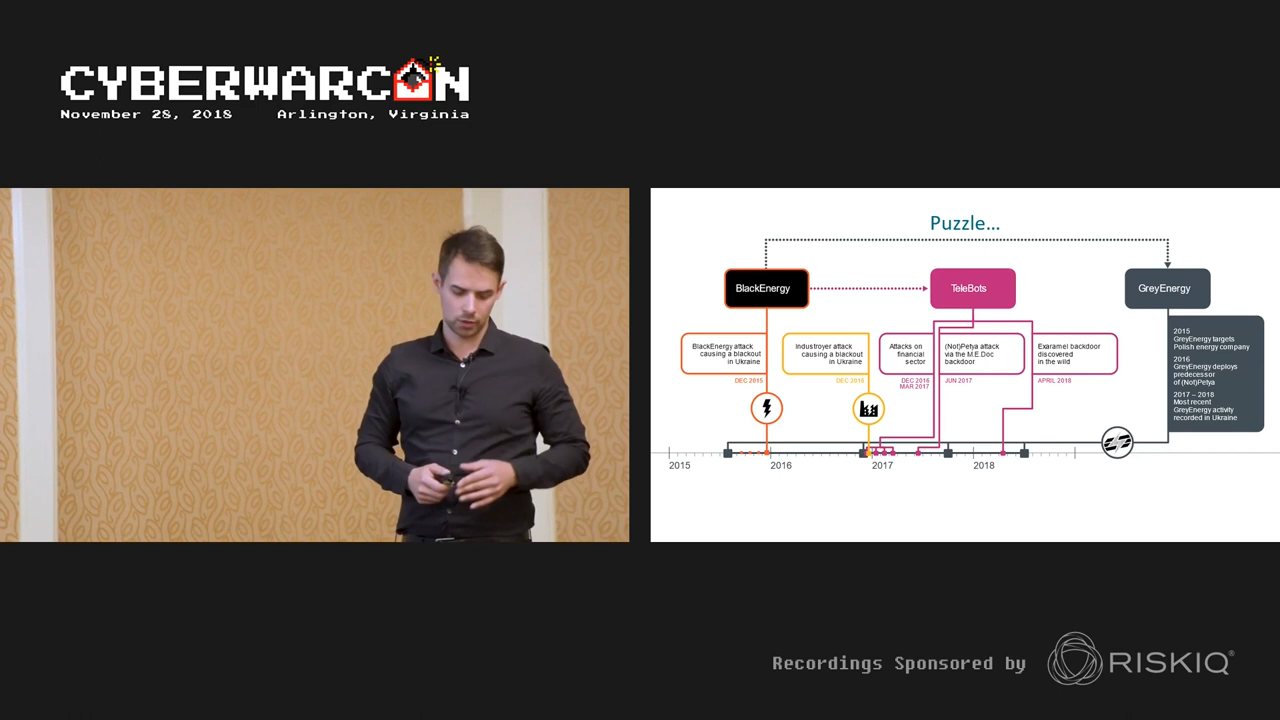 CYBERWARCON
November 28, 2018 Arlington, Virginia
Puzzle...
BlackEnergy
TeleBots
GreyEnergy
BlackEnergy attack
causing a blackout
in Ukraine
DEC 2015
Industroyer attack
causing a blackout
in Ukraine
DEC 2016
Attacks on
financial
sector
DEC 2016
MAR 2017
(Not)Petya attack
via the M.E.Doc
backdoor
JUN 2017
Exaramel backdoor
discovered
in the wild
APRIL 2018
2015
GreyEnergy targets
Polish energy company
2016
GreyEnergy deploys
predecessor
of (Not)Petya
2017 – 2018
Most recent
GreyEnergy activity
recorded in Ukraine
2015 2016 2017 2018
Recordings Sponsored by RISKIQ®